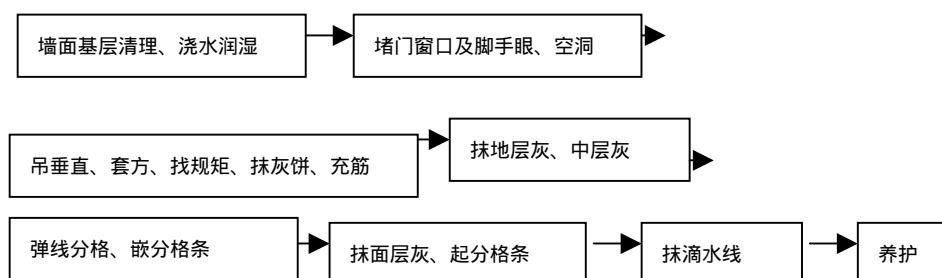 墙面基层清理、浇水润湿
堵门窗口及脚手眼、空洞
吊垂直、套方、找规矩、抹灰饼、充筋
抹地层灰、中层灰
弹线分格、嵌分格条
抹面层灰、起分格条
抹滴水线
养护